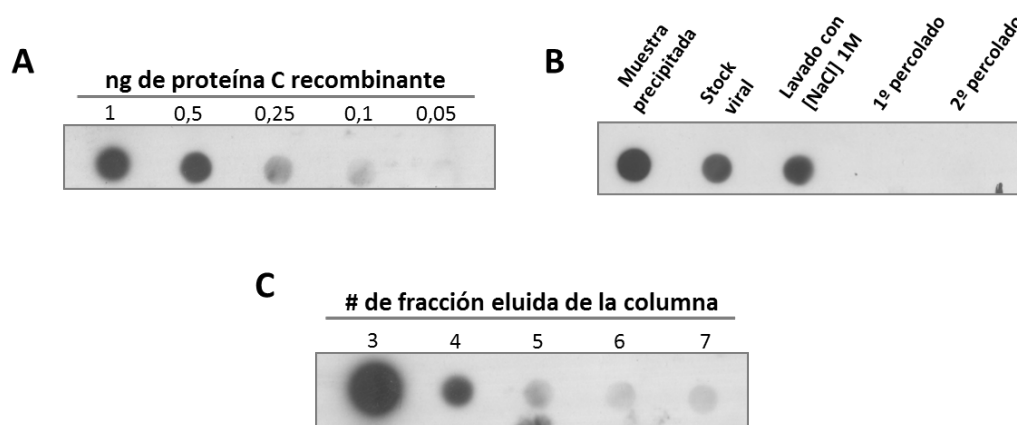 A
ng de proteína C recombinante
1 0,5 0,25 0,1 0,05
B
Muestra
precipitada
Stock
viral
Lavado con
[NaCl] 1M
1º percolado
2º percolado
C
# de fracción eluida de la columna
3 4 5 6 7